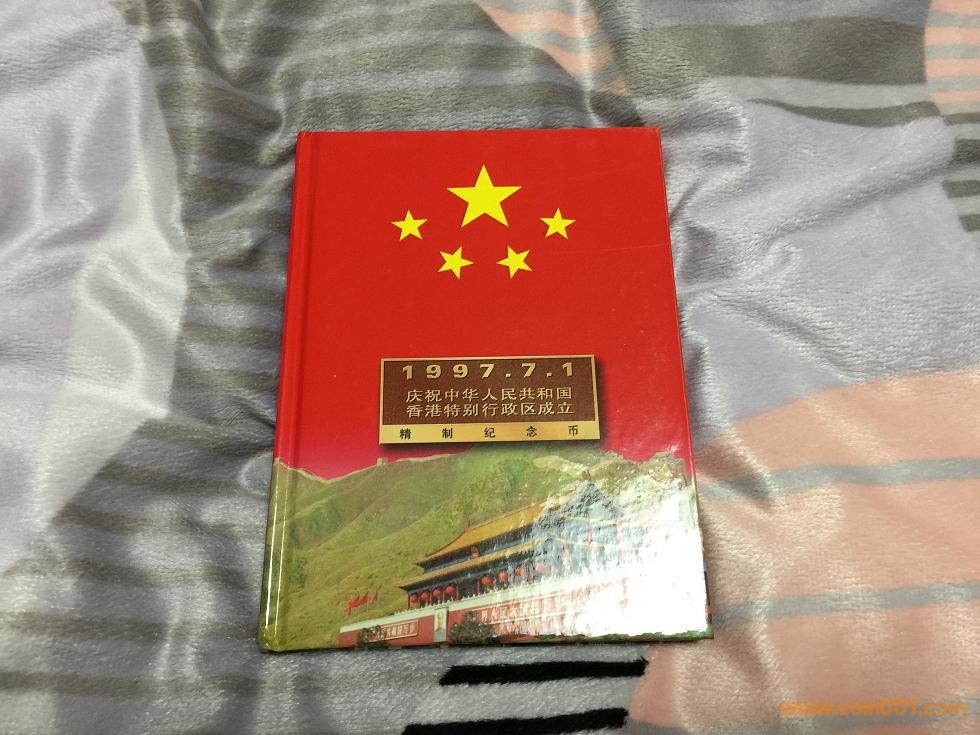 1997.7.1
庆祝中华人民共和国
香港特别行政区成立
精制纪念币
www.coin001.com